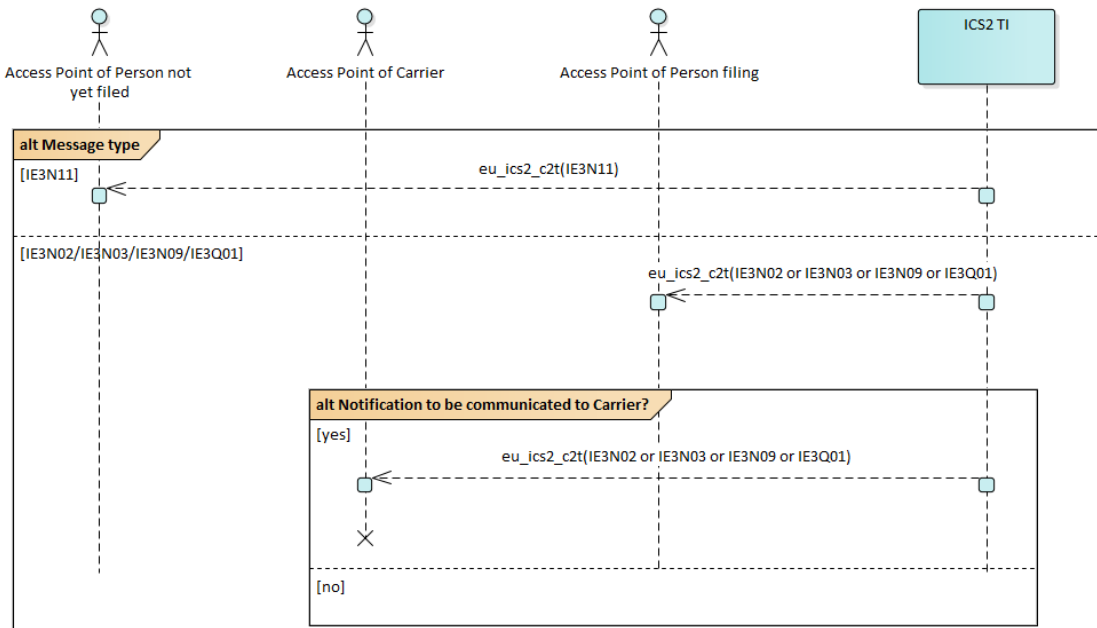 ICS2 TI
Access Point of Person not
yet filed
Access Point of Carrier
Access Point of Person filing
alt Message type
[IE3N11]
eu_ics2_c2t(IE3N11)
[IE3N02/IE3N03/IE3N09/IE3Q01]
eu_ics2_c2t(IE3N02 or IE3N03 or IE3N09 or IE3Q01)
alt Notification to be communicated to Carrier?
[yes]
eu_ics2_c2t(IE3N02 or IE3N03 or IE3N09 or IE3Q01)
[no]